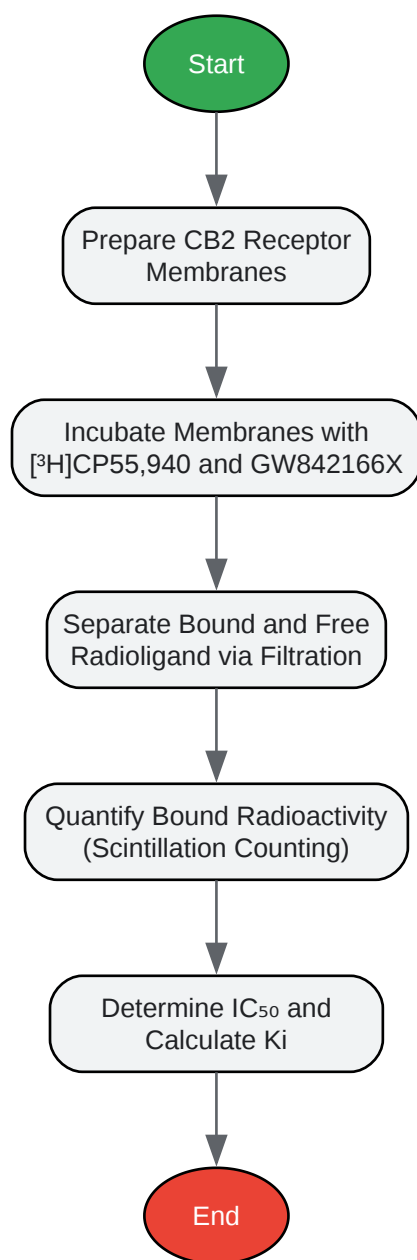 Start
Prepare CB2 Receptor
Membranes
Incubate Membranes with
[³H]CP55,940 and GW842166X
Separate Bound and Free
Radioligand via Filtration
Quantify Bound Radioactivity
(Scintillation Counting)
Determine IC₅₀ and
Calculate Ki
End